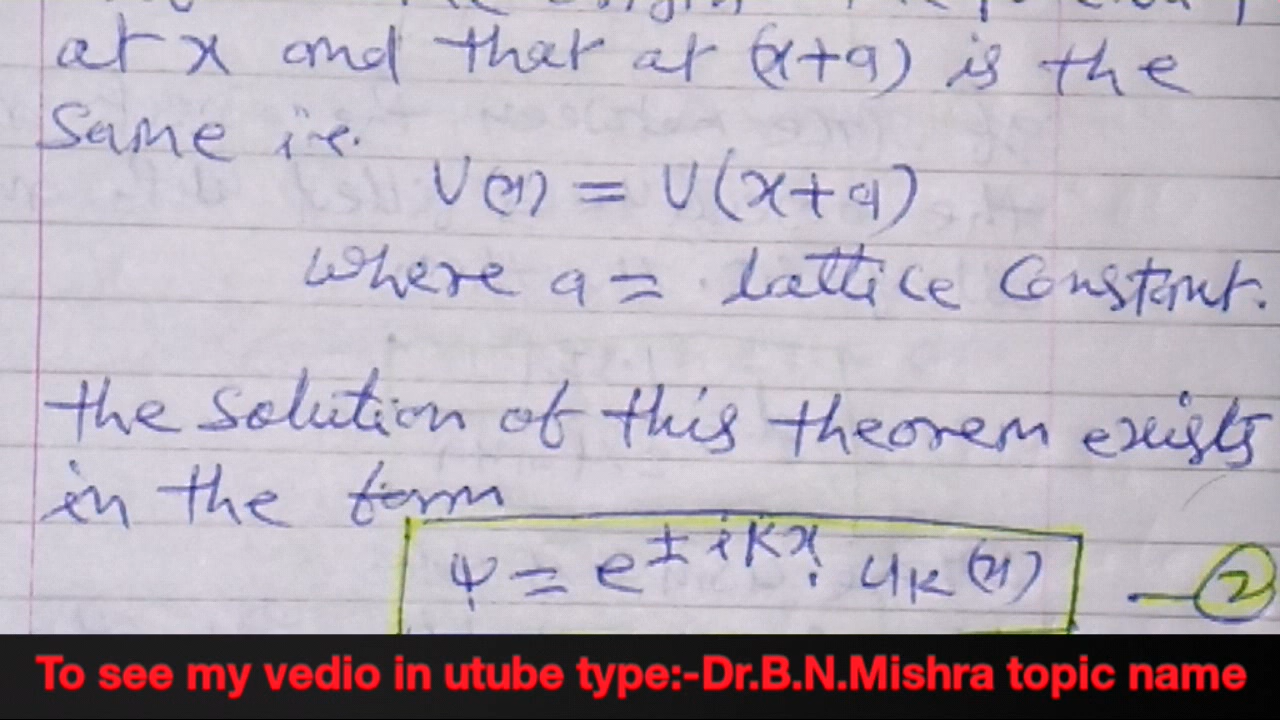 at x and that at (x+a) is the
Same i.e.
V(x) = V(x+a)
where a = lattice Constant.
the solution of this theorem exists
in the form
ψ = e^{±iKx}. uK(x) — 2
To see my vedio in utube type:-Dr.B.N.Mishra topic name